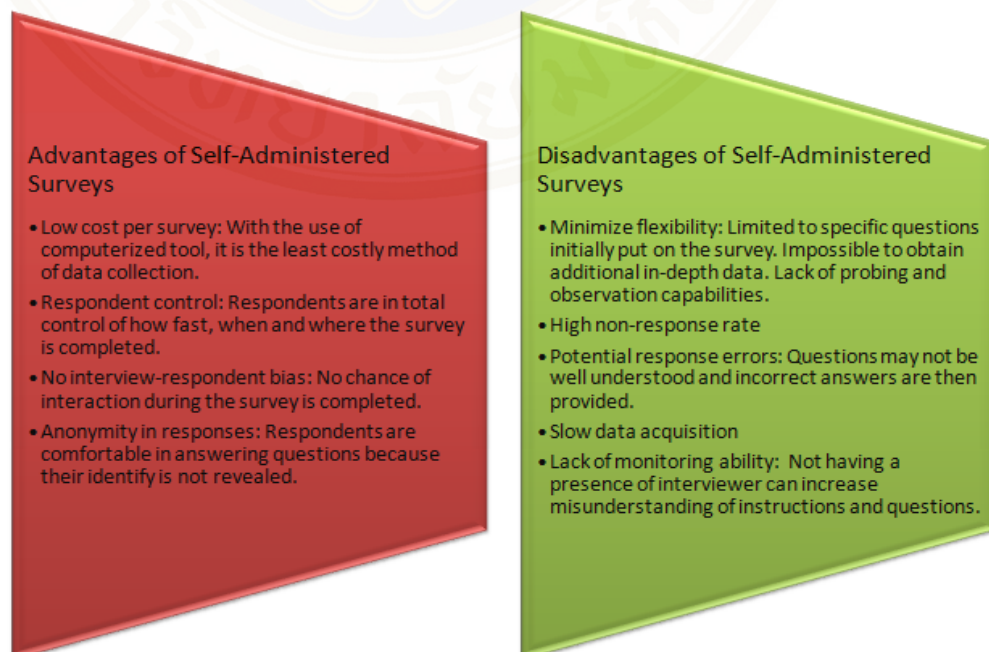 Advantages of Self-Administered
Surveys
• Low cost per survey: With the use of
computerized tool, it is the least costly method
of data collection.
• Respondent control: Respondents are in total
control of how fast, when and where the survey
is completed.
• No interview-respondent bias: No chance of
interaction during the survey is completed.
• Anonymity in responses: Respondents are
comfortable in answering questions because
their identify is not revealed.
Disadvantages of Self-Administered
Surveys
• Minimize flexibility: Limited to specific questions
initially put on the survey. Impossible to obtain
additional in-depth data. Lack of probing and
observation capabilities.
• High non-response rate
• Potential response errors: Questions may not be
well understood and incorrect answers are then
provided.
• Slow data acquisition
• Lack of monitoring ability: Not having a
presence of interviewer can increase
misunderstanding of instructions and questions.